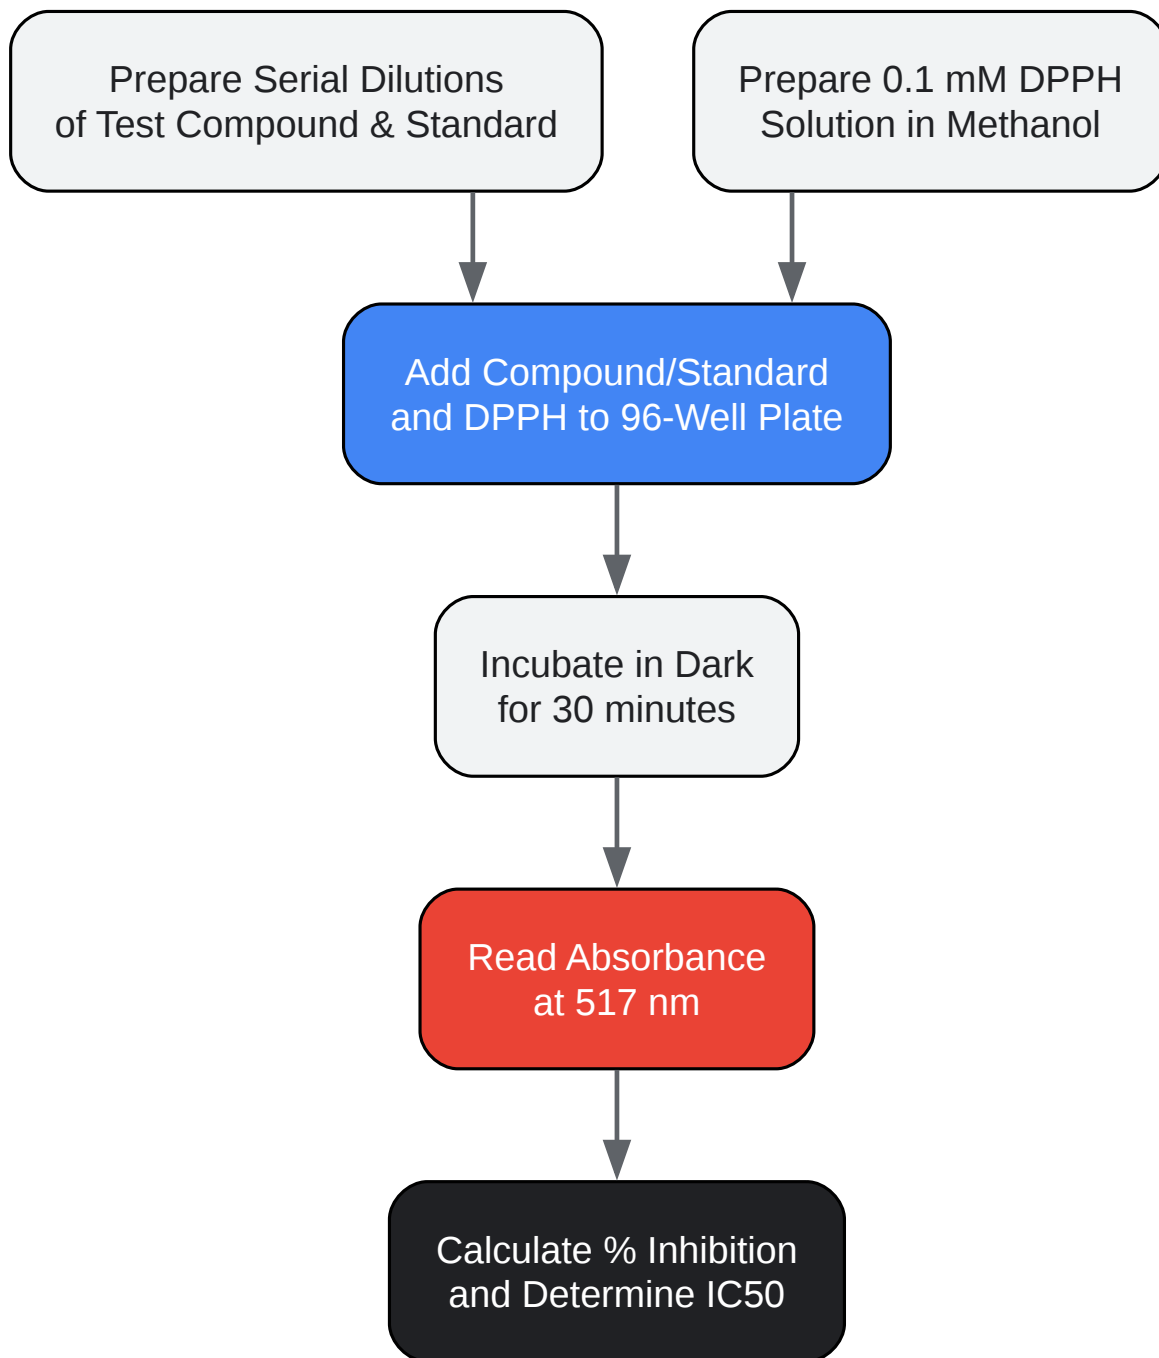 Prepare Serial Dilutions
of Test Compound & Standard
Prepare 0.1 mM DPPH
Solution in Methanol
Add Compound/Standard
and DPPH to 96-Well Plate
Incubate in Dark
for 30 minutes
Read Absorbance
at 517 nm
Calculate % Inhibition
and Determine IC50